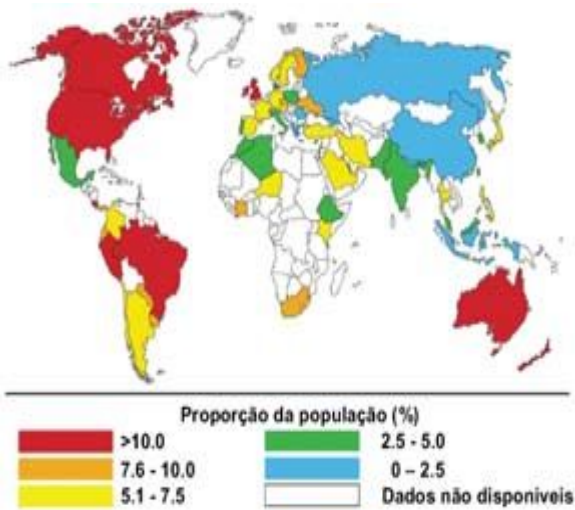 Proporção da população (%)
>10.0
2.5 - 5.0
7.6 - 10.0
0 – 2.5
5.1 - 7.5
Dados não disponiveis